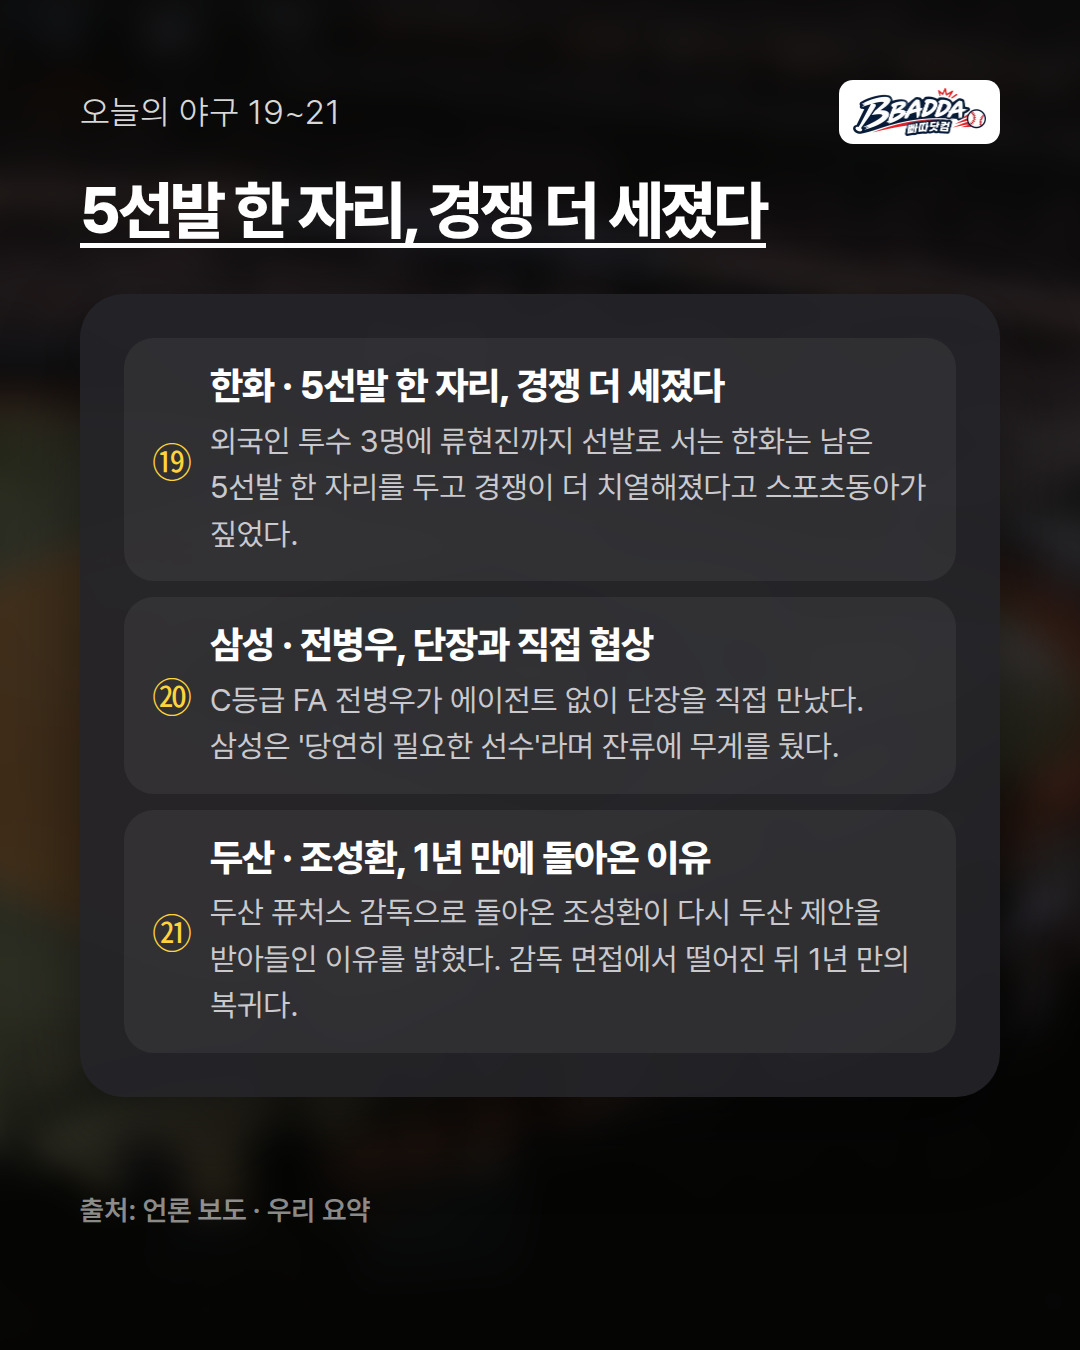 오늘의 야구 19~21
BBADDA
빠따닷컴
5선발 한 자리, 경쟁 더 세졌다
한화 · 5선발 한 자리, 경쟁 더 세졌다
⑲
외국인 투수 3명에 류현진까지 선발로 서는 한화는 남은
5선발 한 자리를 두고 경쟁이 더 치열해졌다고 스포츠동아가
짚었다.
삼성 · 전병우, 단장과 직접 협상
⑳
C등급 FA 전병우가 에이전트 없이 단장을 직접 만났다.
삼성은 '당연히 필요한 선수'라며 잔류에 무게를 뒀다.
두산 · 조성환, 1년 만에 돌아온 이유
㉑
두산 퓨처스 감독으로 돌아온 조성환이 다시 두산 제안을
받아들인 이유를 밝혔다. 감독 면접에서 떨어진 뒤 1년 만의
복귀다.
출처: 언론 보도 · 우리 요약